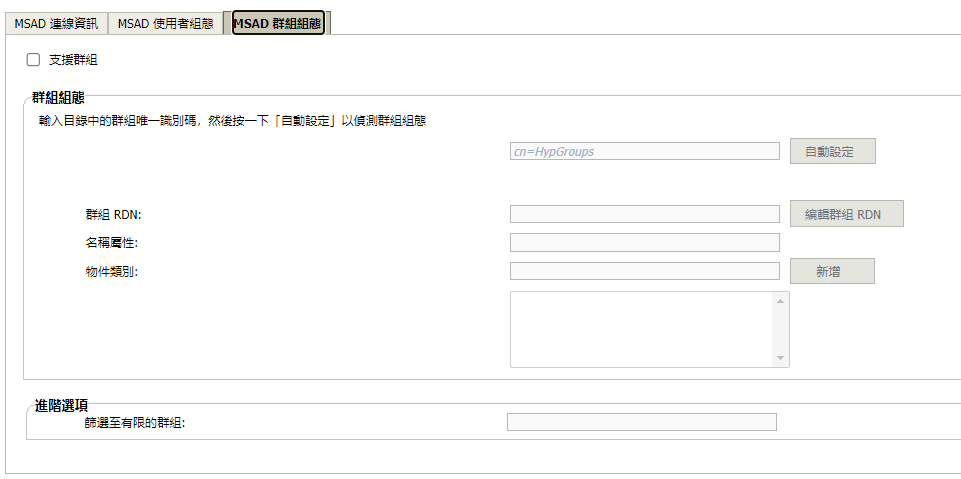 MSAD 連線資訊 MSAD 使用者組態 MSAD 群組組態
支援群組
群組組態
輸入目錄中的群組唯一識別碼，然後按一下「自動設定」以偵測群組組態
cn=HypGroups 自動設定
群組 RDN: 編輯群組 RDN
名稱屬性:
物件類別: 新增
進階選項
篩選至有限的群組: